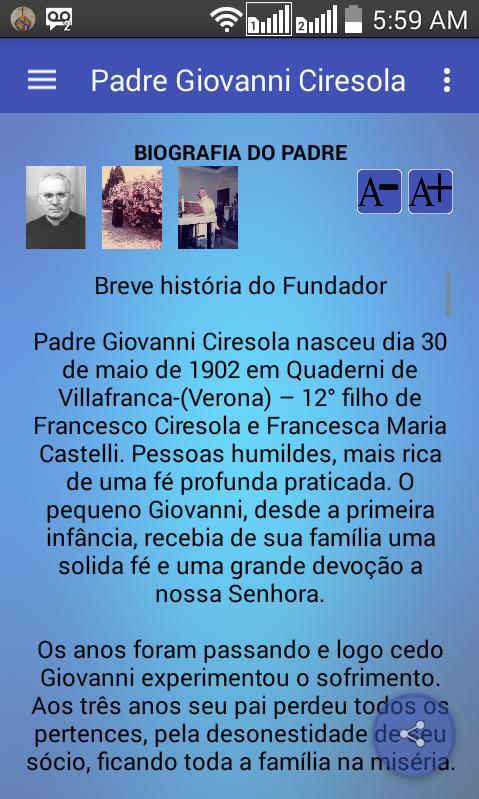 5:59 AM
Padre Giovanni Ciresola
BIOGRAFIA DO PADRE
A- A+
Breve história do Fundador
Padre Giovanni Ciresola nasceu dia 30
de maio de 1902 em Quaderni de
Villafranca-(Verona) – 12° filho de
Francesco Ciresola e Francesca Maria
Castelli. Pessoas humildes, mais rica
de uma fé profunda praticada. O
pequeno Giovanni, desde a primeira
infância, recebia de sua família uma
solida fé e uma grande devoção a
nossa Senhora.
Os anos foram passando e logo cedo
Giovanni experimentou o sofrimento.
Aos três anos seu pai perdeu todos os
pertences, pela desonestidade de seu
sócio, ficando toda a família na miséria.